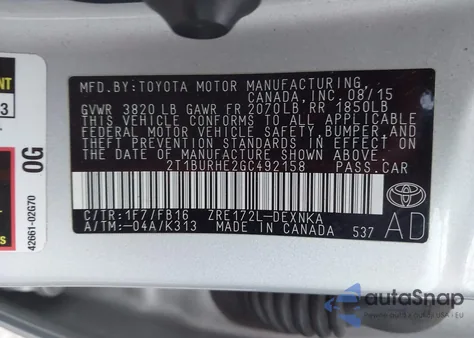 MFD.BY:TOYOTA MOTOR MANUFACTURING,
CANADA,INC. 08/15
GVWR 3820 LB GAWR FR 2070LB RR 1850LB
THIS VEHICLE CONFORMS TO ALL APPLICABLE
FEDERAL MOTOR VEHICLE SAFETY, BUMPER, AND
THEFT PREVENTION STANDARDS IN EFFECT ON THE
DATE OF MANUFACTURE SHOWN ABOVE.
2T1BURHE2GC492158 PASS.CAR
C/TR:1F7/FB16 ZRE172L-DEXNKA
A/TM:-04A/K313 MADE IN CANADA 537
AD
NT
3
0G
42661-02G70
autoSnap